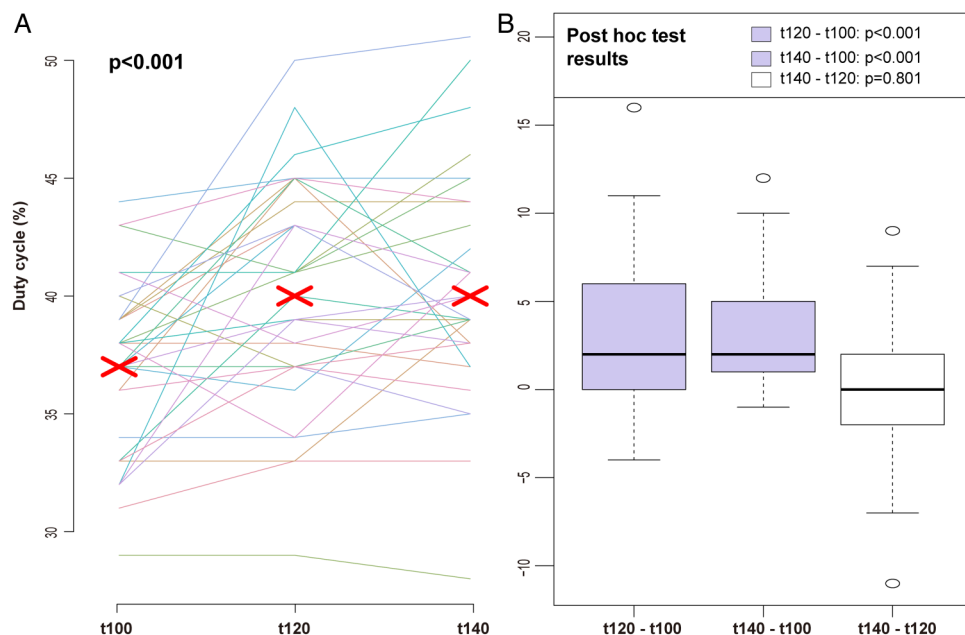 A
p<0.001
Duty cycle (%)
50
45
40
35
30
t100
t120
t140
B
Post hoc test
results
t120 - t100: p<0.001
t140 - t100: p<0.001
t140 - t120: p=0.801
20
15
10
5
0
−5
−10
t120 - t100
t140 - t100
t140 - t120